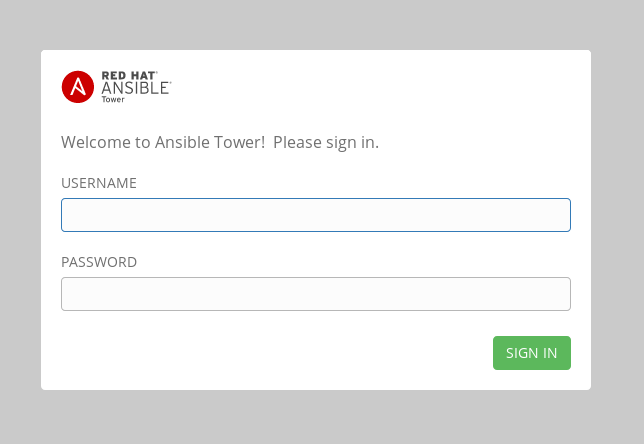 RED HAT
ANSIBLE
Tower
Welcome to Ansible Tower!  Please sign in.
USERNAME
PASSWORD
SIGN IN